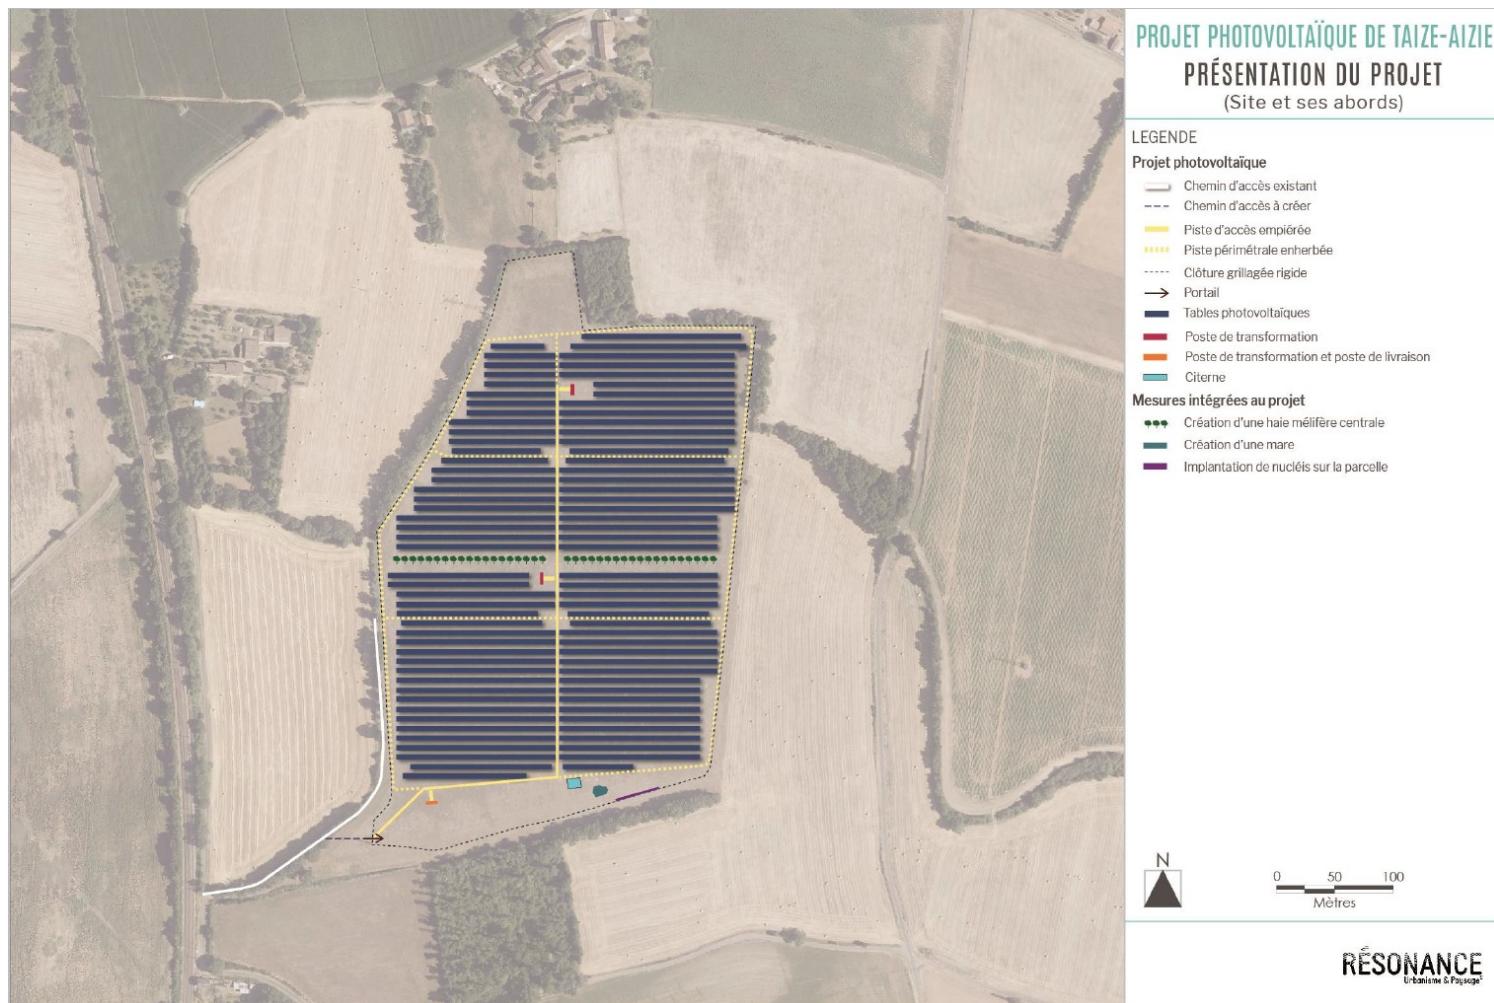 PROJET PHOTOVOLTAÏQUE DE TAIZE-AIZIE
PRÉSENTATION DU PROJET
(Site et ses abords)
LEGENDE
Projet photovoltaïque
Chemin d'accès existant
Chemin d'accès à créer
Piste d'accès empiérée
Piste périmétrale enherbée
Clôture grillagée rigide
Portail
Tables photovoltaïques
Poste de transformation
Poste de transformation et poste de livraison
Citerne
Mesures intégrées au projet
Création d'une haie mélifère centrale
Création d'une mare
Implantation de nucléis sur la parcelle
N
0 50 100
Mètres
RÉSONANCE
Urbanisme & Paysage